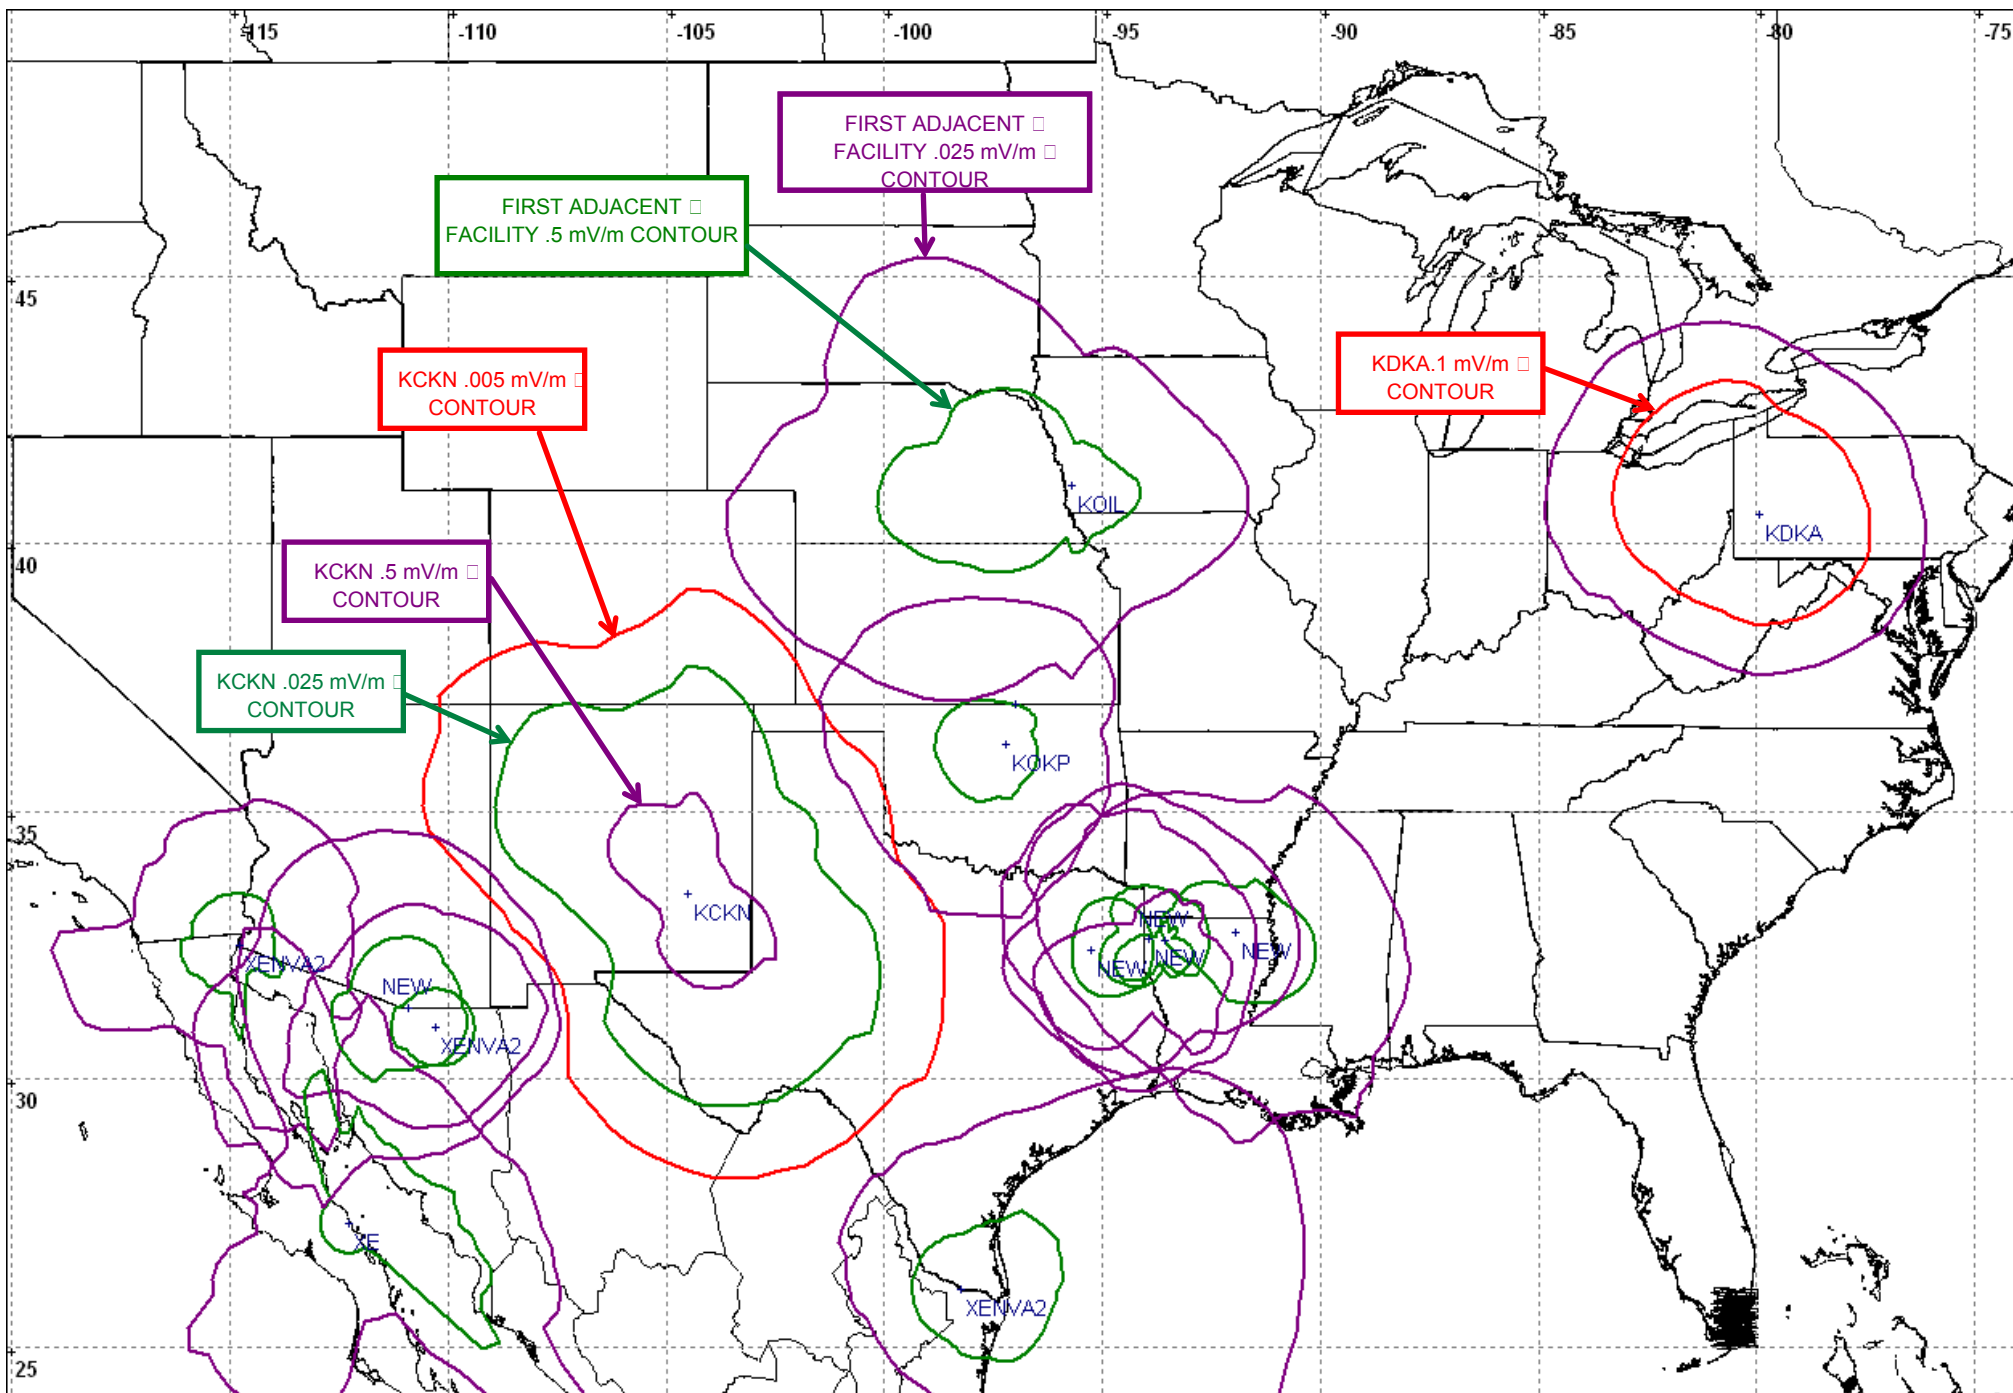 -115 -110 -105 -100 -95 -90 -85 -80 -75
FIRST ADJACENT □
FACILITY .025 mV/m □
CONTOUR
FIRST ADJACENT □
FACILITY .5 mV/m CONTOUR
45
KCKN .005 mV/m □
CONTOUR
KDKA.1 mV/m □
CONTOUR
KOIL
KDKA
40
KCKN .5 mV/m □
CONTOUR
KCKN .025 mV/m □
CONTOUR
KOKP
35
KCKN
NEW
XENVA2
NEW
NEW
NEW
NEW
XENVA2
30
XE
XENVA2
25